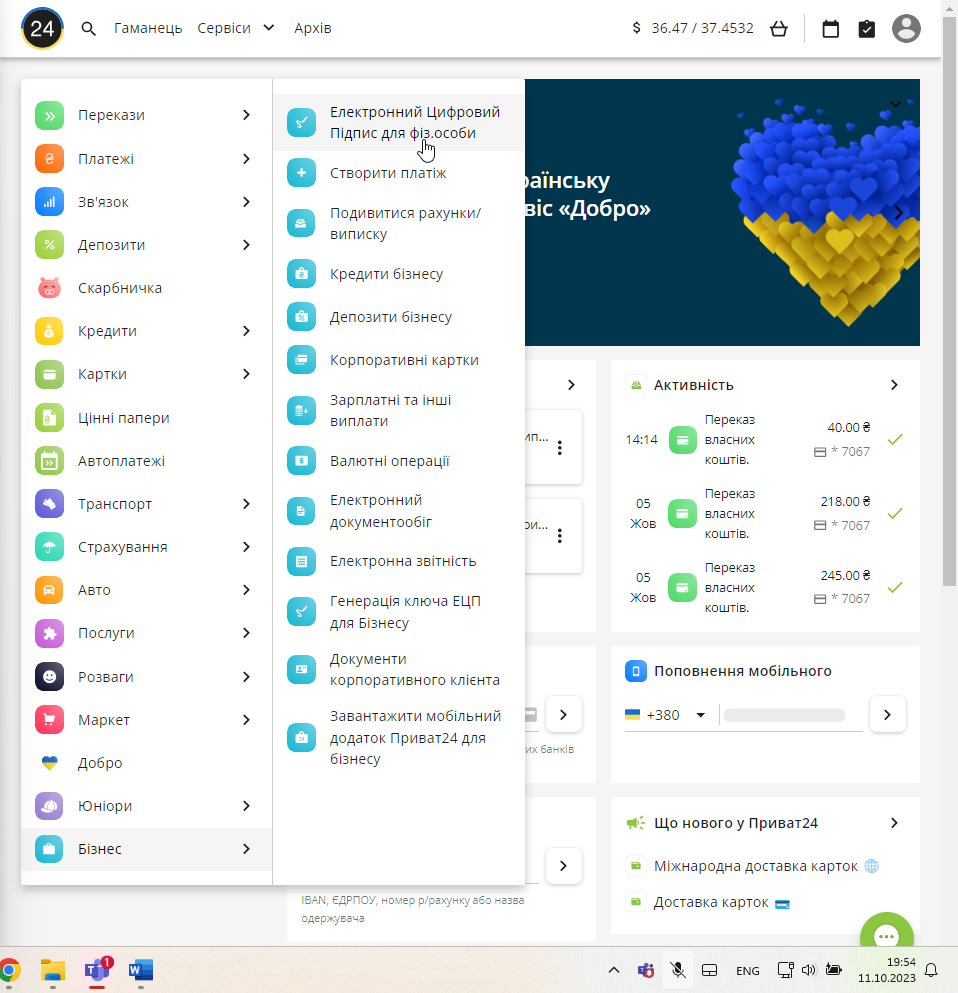 24
Гаманець Сервіси Архів
$ 36.47 / 37.4532
Перекази
Платежі
Зв'язок
Депозити
Скарбничка
Кредити
Картки
Цінні папери
Автоплатежі
Транспорт
Страхування
Авто
Послуги
Розваги
Маркет
Добро
Юніори
Бізнес
Електронний Цифровий
Підпис для фіз.особи
Створити платіж
Подивитися рахунки/
виписку
Кредити бізнесу
Депозити бізнесу
Корпоративні картки
Зарплатні та інші
виплати
Валютні операції
Електронний
документообіг
Електронна звітність
Генерація ключа ЕЦП
для Бізнесу
Документи
корпоративного клієнта
Завантажити мобільний
додаток Приват24 для
бізнесу
раїнську
віс «Добро»
Активність
14:14
Переказ
власних
коштів.
40.00 ₴
* 7067
05
Жов
Переказ
власних
коштів.
218.00 ₴
* 7067
05
Жов
Переказ
власних
коштів.
245.00 ₴
* 7067
Поповнення мобільного
+380
их банків
IBAN, ЄДРПОУ, номер р/рахунку або назва
одержувача
Що нового у Приват24
Міжнародна доставка карток
Доставка карток
1
ENG
19:54
11.10.2023